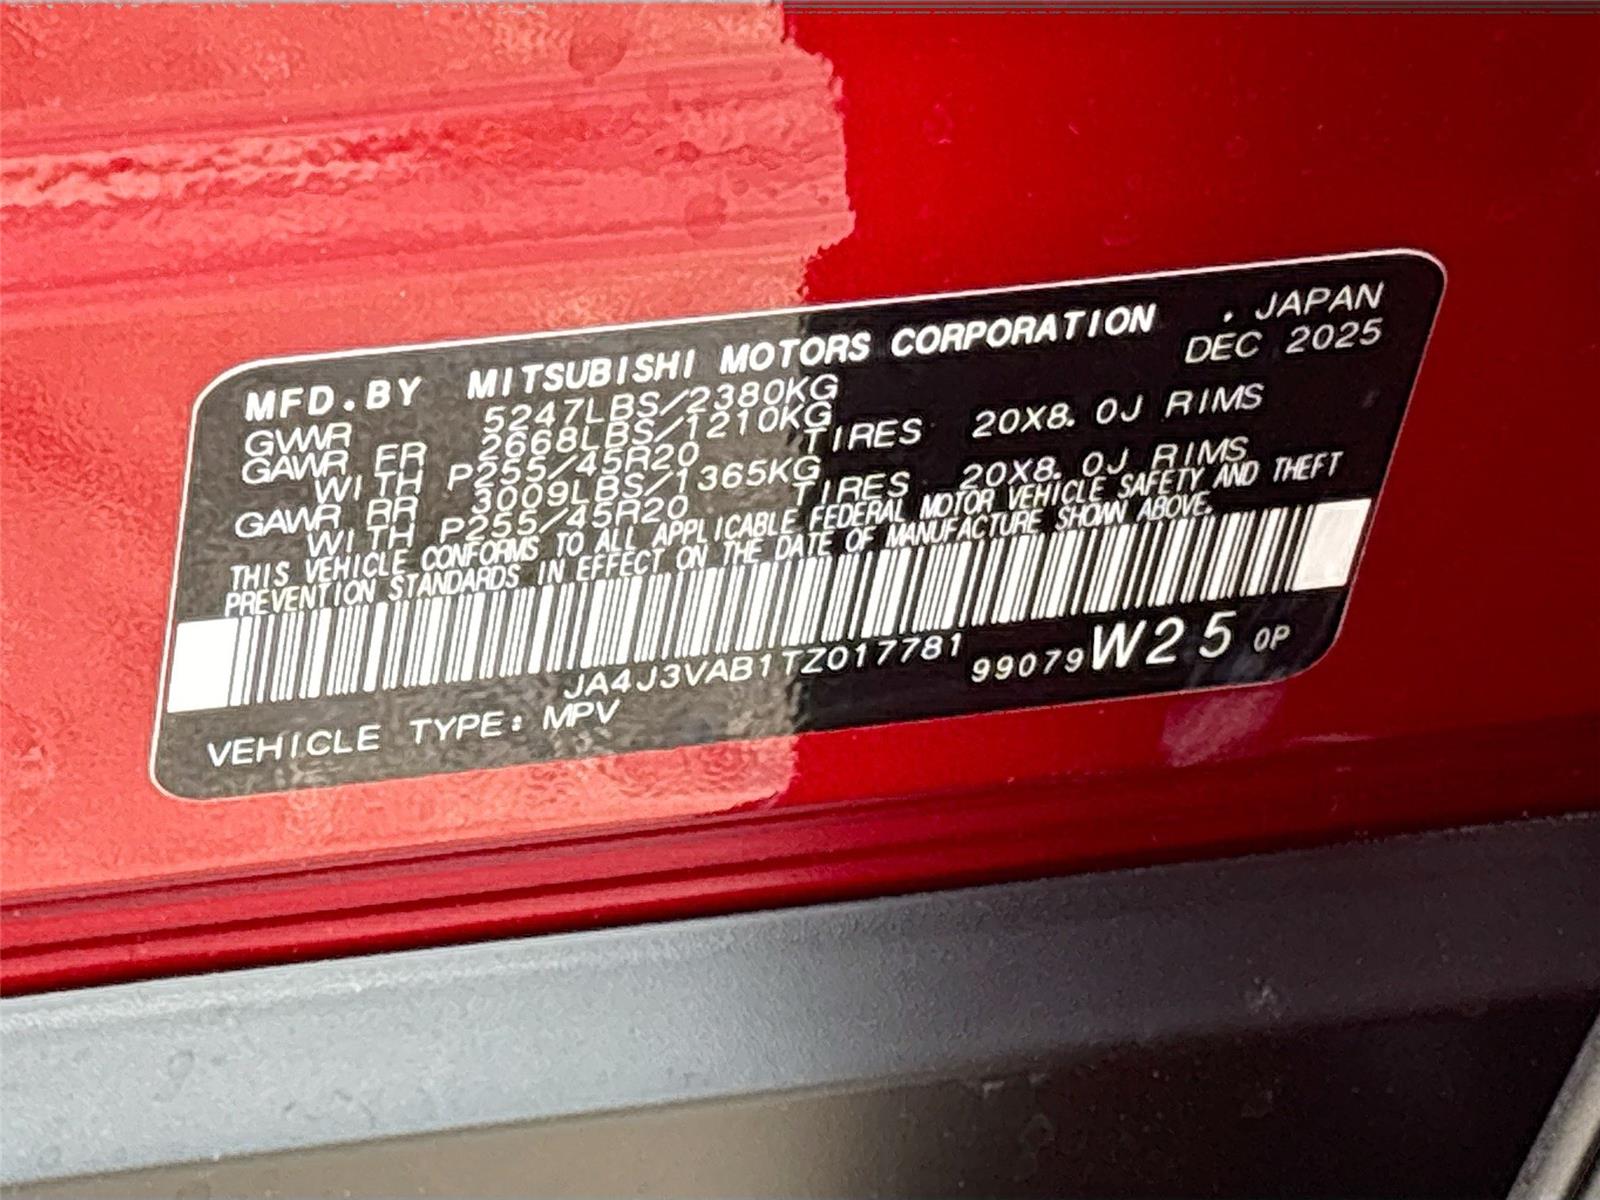 MFD.BY MITSUBISHI MOTORS CORPORATION . JAPAN
GVWR 5247LBS/2380KG DEC 2025
GAWR FR 2668LBS/1210KG
WITH P255/45R20 TIRES 20X8.0J RIMS
GAWR RR 3009LBS/1365KG
WITH P255/45R20 TIRES 20X8.0J RIMS
THIS VEHICLE CONFORMS TO ALL APPLICABLE FEDERAL MOTOR VEHICLE SAFETY AND THEFT
PREVENTION STANDARDS IN EFFECT ON THE DATE OF MANUFACTURE SHOWN ABOVE.
JA4J3VAB1TZ017781 99079 W25 0P
VEHICLE TYPE: MPV